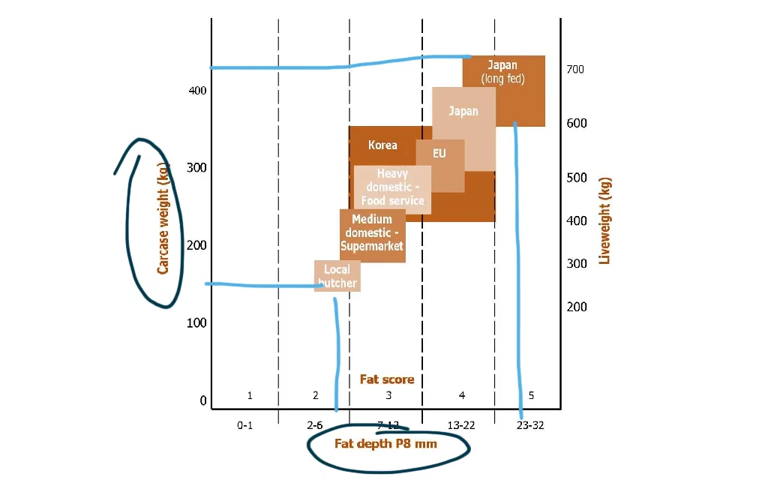 Japan
(long fed)
700
400
Japan
600
Korea
EU
300
Heavy
domestic -
Food service
500
Carcase weight (kg)
Liveweight (kg)
Medium
domestic -
Supermarket
400
200
Local
butcher
300
200
100
Fat score
0
1
2
3
4
5
0-1
2-6
7-12
13-22
23-32
Fat depth P8 mm